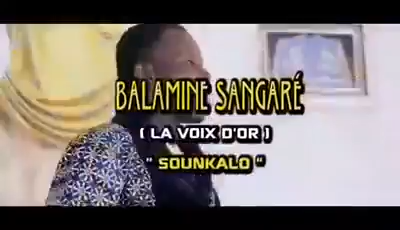 BALAMINE SANGARÉ
( LA VOIX D'OR )
" SOUNKALO "